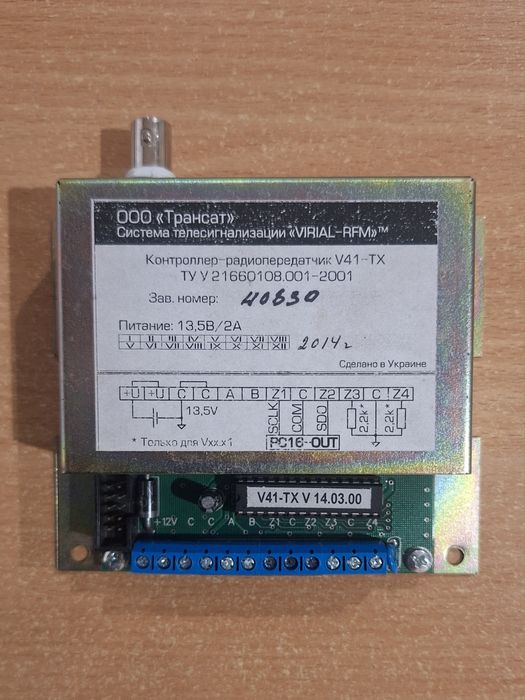 ООО «Трансат»
Система телесигнализации «VIRIAL-RFM»™
Контроллер-радиопередатчик V41-TX
ТУ У 21660108.001-2001
Зав. номер: 40830
Питание: 13,5В/2А
I II III IV V VI VII VIII
V VI VII VIII IX X XI XII 2014г
Сделано в Украине
+U +U C C A B Z1 C Z2 Z3 C Z4
13,5V
SCLK COM SDO 2,2k* 2,2k*
* Только для Vxx.x1 PC16-OUT
V41-TX V 14.03.00
+12V C C A B Z1 C Z2 Z3 C Z4